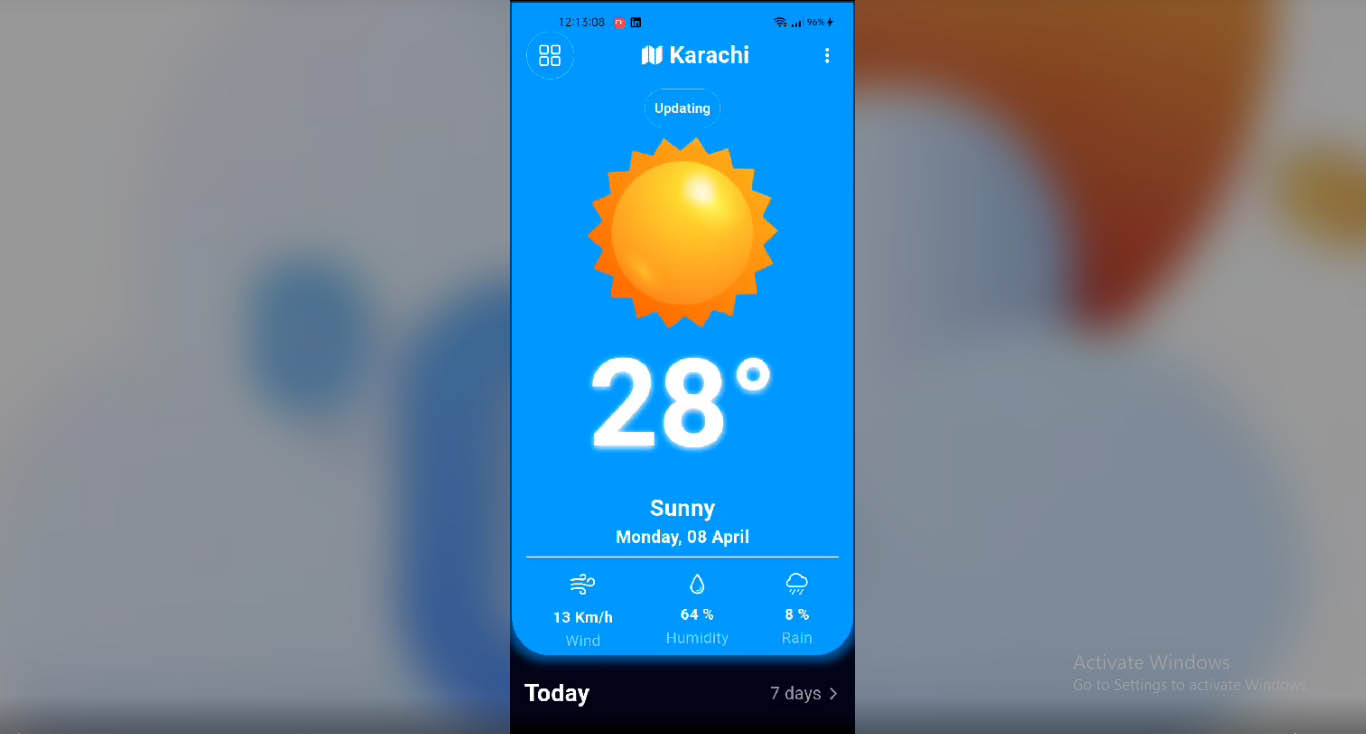 12:13:08 96%
Karachi
Updating
28°
Sunny
Monday, 08 April
13 Km/h 64 % 8 %
Wind Humidity Rain
Today 7 days
Activate Windows
Go to Settings to activate Windows.